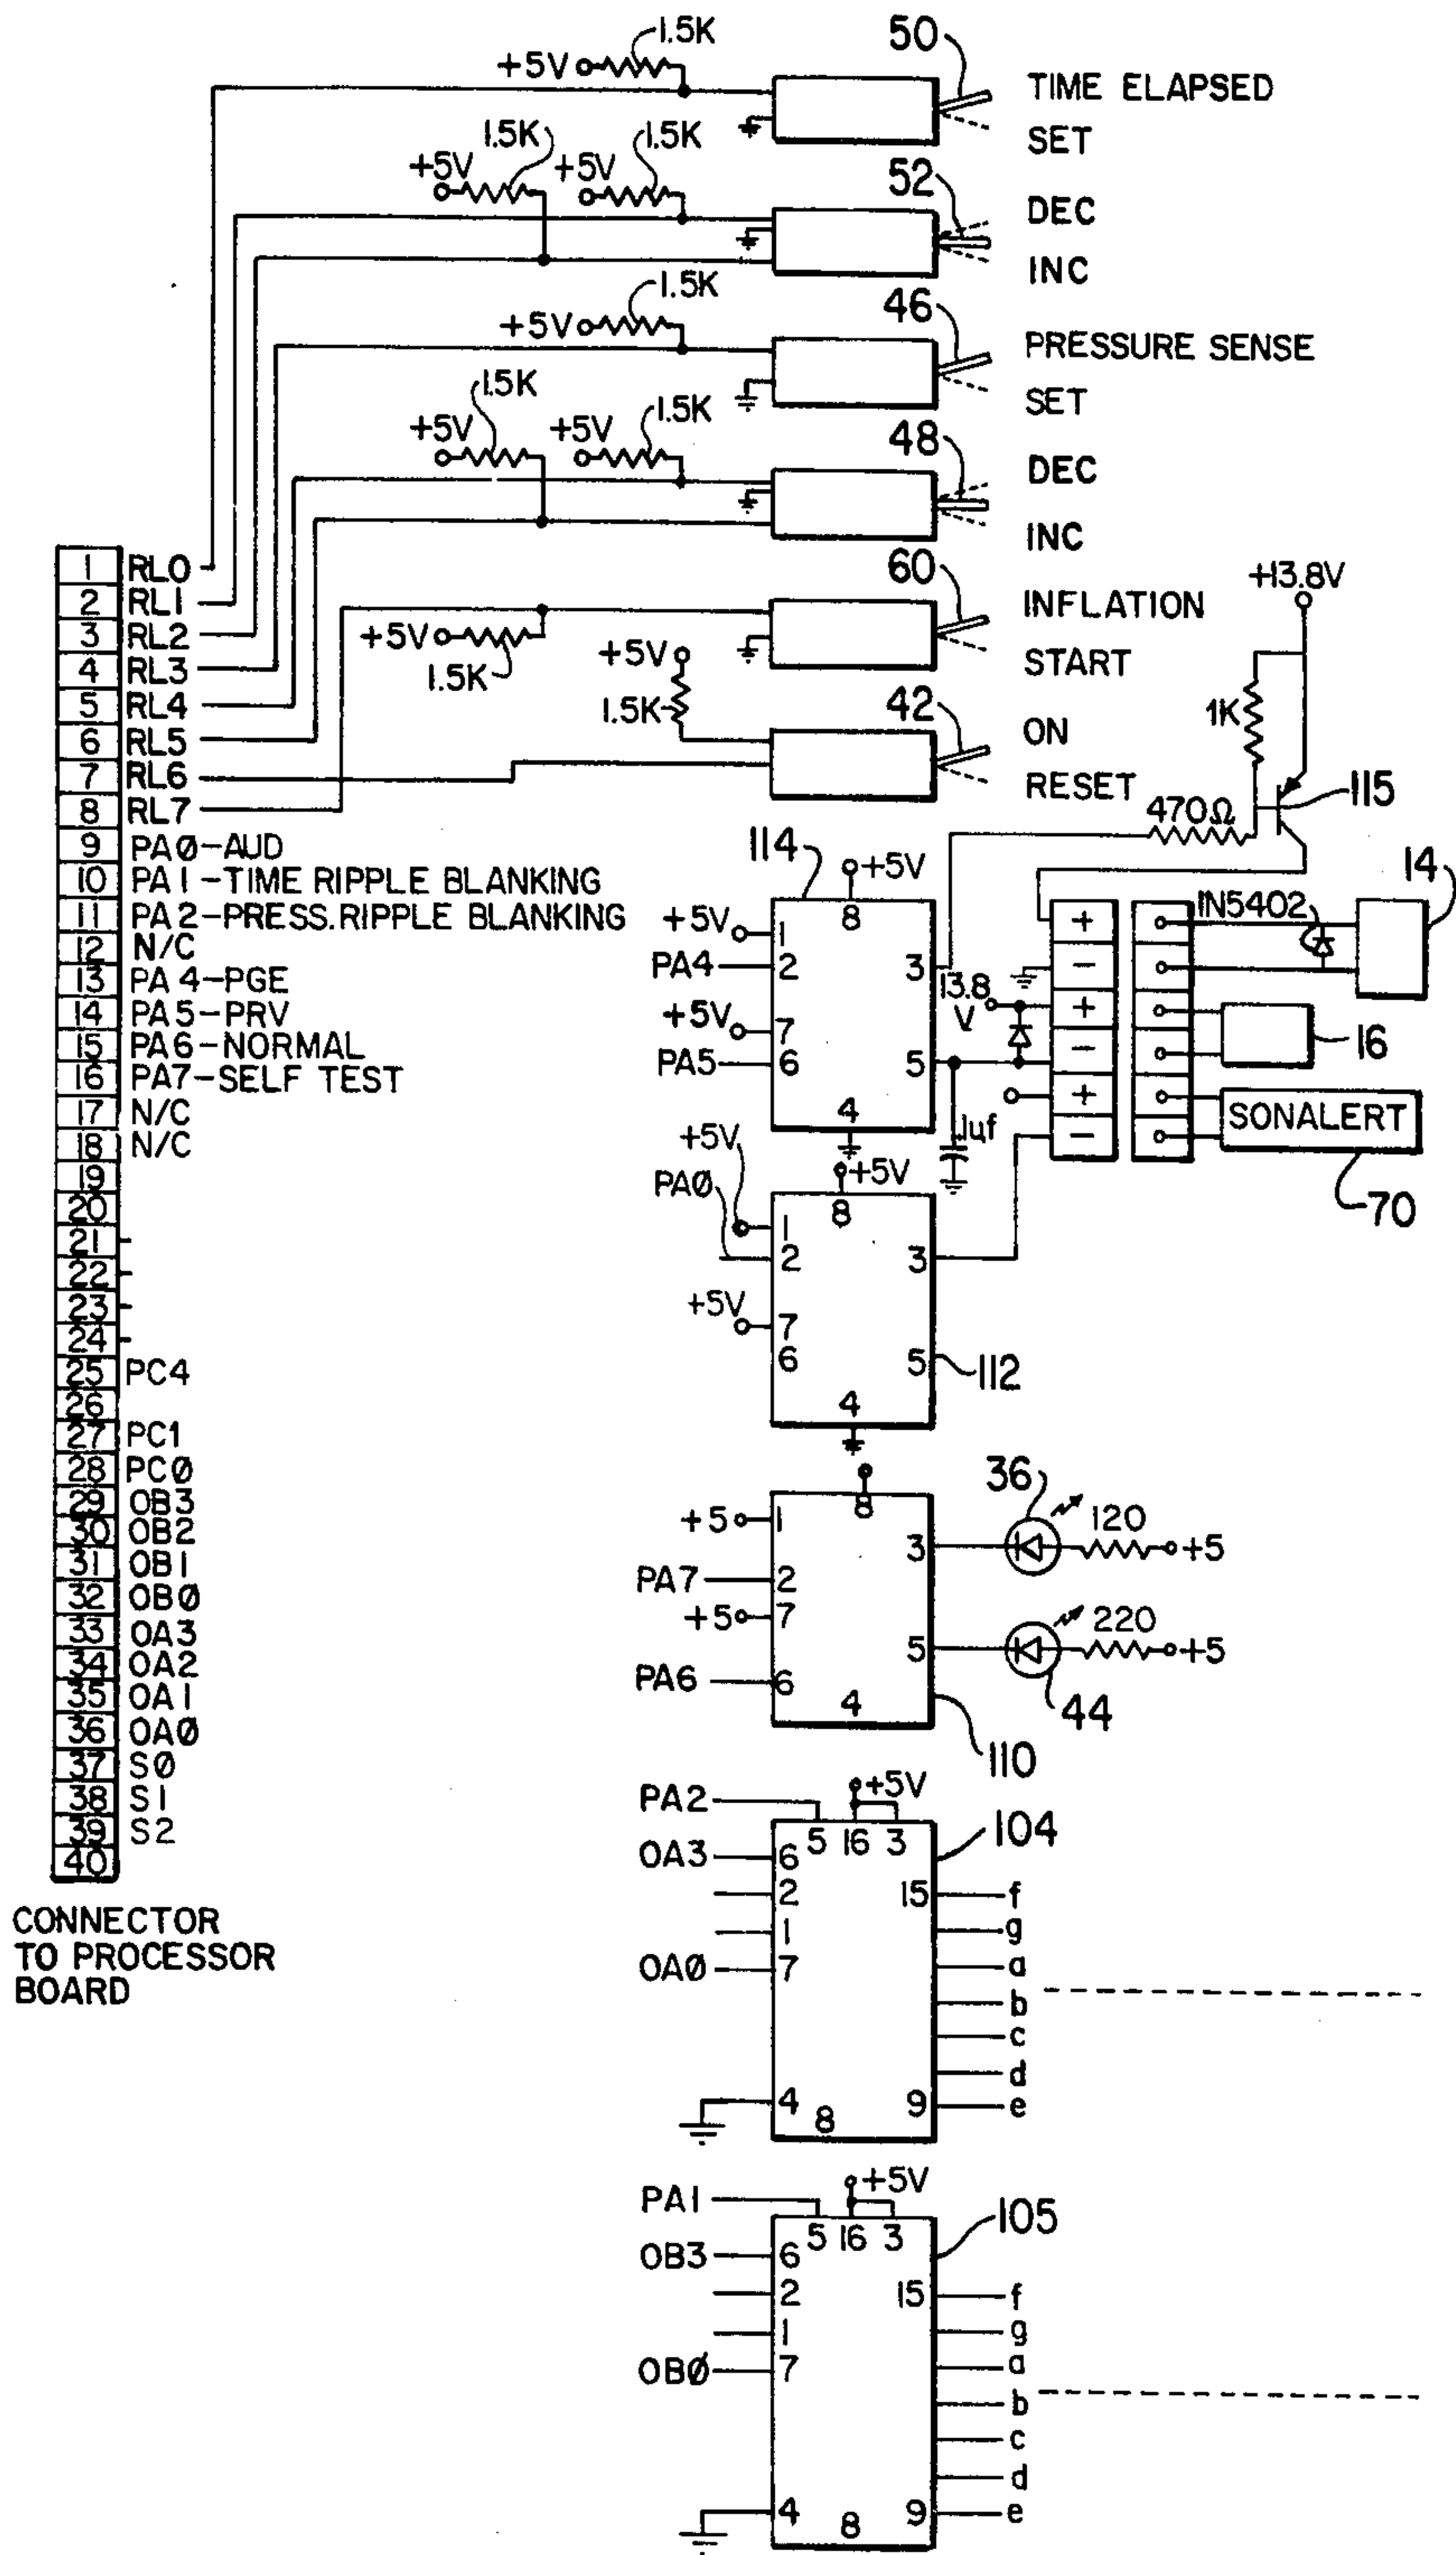 1.5K
50
+5V
TIME ELAPSED
SET
1.5K
1.5K
+5V
+5V
52
DEC
INC
1.5K
+5V
46
PRESSURE SENSE
SET
1.5K
1.5K
+5V
+5V
48
DEC
INC
60
INFLATION
START
+5V
1.5K
+5V
1.5K
42
ON
RESET
+13.8V
1K
470Ω
115
1 RL0
2 RL1
3 RL2
4 RL3
5 RL4
6 RL5
7 RL6
8 RL7
9 PAØ-AUD
10 PA1-TIME RIPPLE BLANKING
11 PA2-PRESS.RIPPLE BLANKING
12 N/C
13 PA4-PGE
14 PA5-PRV
15 PA6-NORMAL
16 PA7-SELF TEST
17 N/C
18 N/C
19
20
21
22
23
24
25 PC4
26
27 PC1
28 PCØ
29 OB3
30 OB2
31 OB1
32 OBØ
33 OA3
34 OA2
35 OA1
36 OAØ
37 SØ
38 S1
39 S2
40
CONNECTOR
TO PROCESSOR
BOARD
114
+5V
8
+5V 1
PA4 2
3
+5V 7
PA5 6
5
4
13.8
V
.1uf
+
-
+
-
+
-
1N5402
14
16
SONALERT
70
+5V
PAØ
+5V
8
1
2
3
+5V
7
6
5
112
4
8
+5 1
3
PA7 2
+5 7
5
PA6 6
4
110
36
120
+5
220
+5
44
PA2
+5V
5 16 3
104
OA3 6
2
15 f
1
g
OAØ 7
a
b
c
d
4
8
9 e
PA1
+5V
5 16 3
105
OB3 6
2
15 f
1
g
OBØ 7
a
b
c
d
4
8
9 e